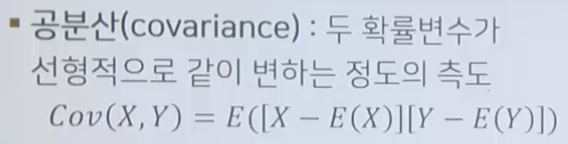 ▪ 공분산(covariance) : 두 확률변수가
선형적으로 같이 변하는 정도의 측도
Cov(X, Y) = E([X − E(X)][Y − E(Y)])